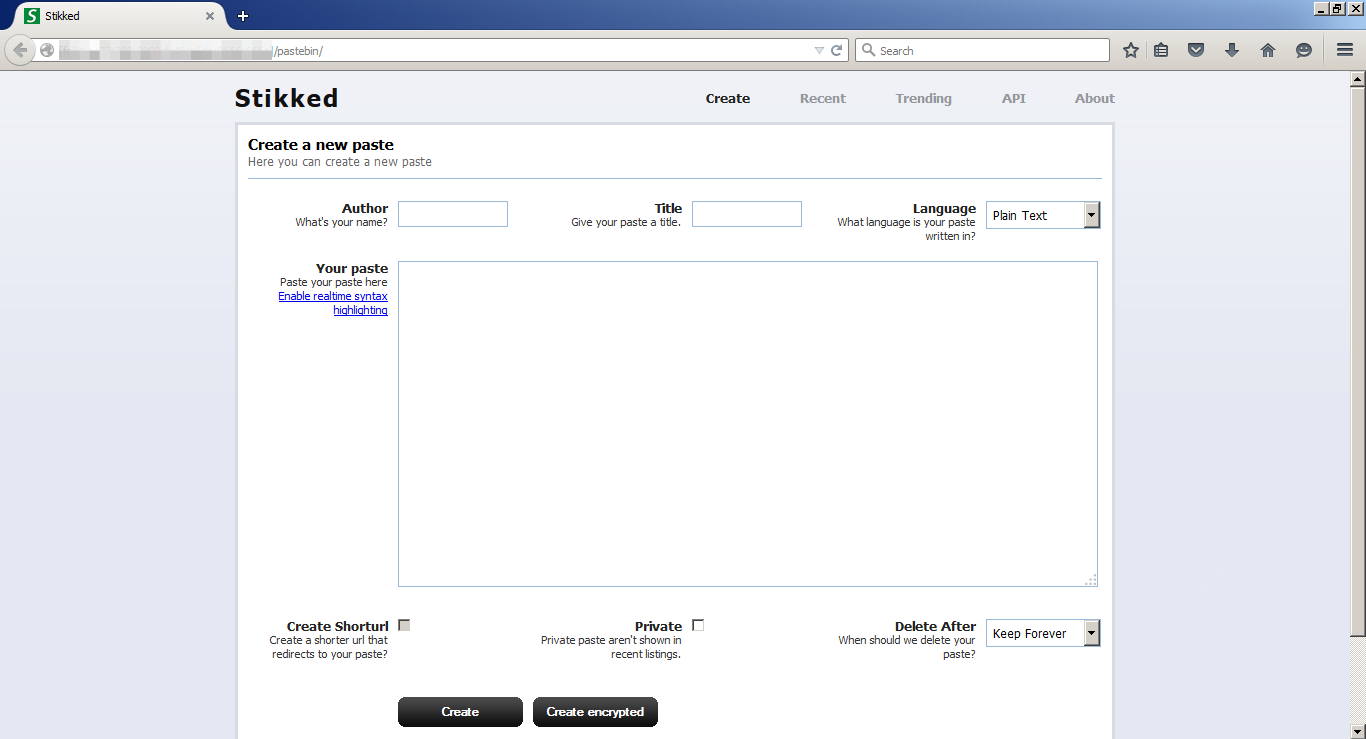 Stikked
/pastebin/
Search
Stikked
Create
Recent
Trending
API
About
Create a new paste
Here you can create a new paste
Author
What's your name?
Title
Give your paste a title.
Language
What language is your paste
written in?
Plain Text
Your paste
Paste your paste here
Enable realtime syntax
highlighting
Create Shorturl
Create a shorter url that
redirects to your paste?
Private
Private paste aren't shown in
recent listings.
Delete After
When should we delete your
paste?
Keep Forever
Create
Create encrypted